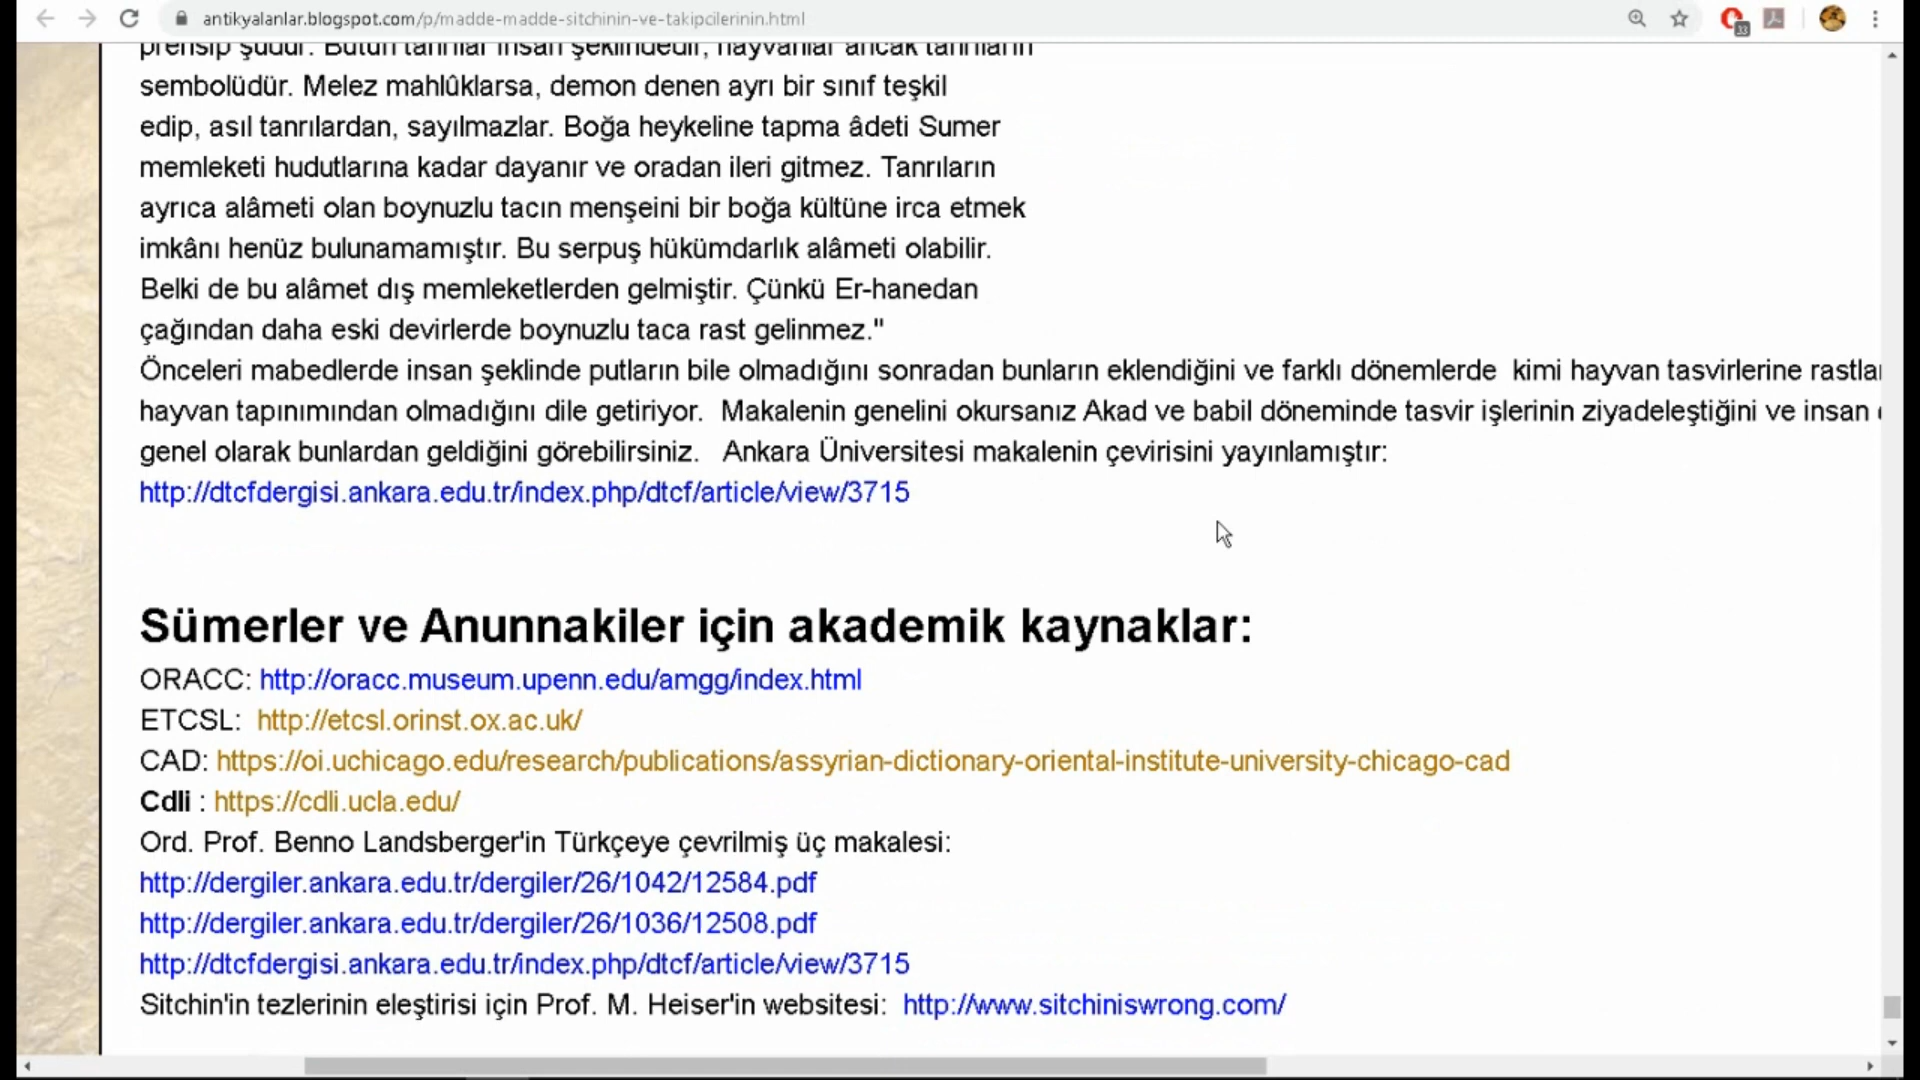 antikyalanlar.blogspot.com/p/madde-madde-sitchinin-ve-takipcilerinin.html
33
prensip şudur: Bütün tanrılar insan şeklindedir, hayvanlar ancak tanrıların
sembolüdür. Melez mahlûklarsa, demon denen ayrı bir sınıf teşkil
edip, asıl tanrılardan, sayılmazlar. Boğa heykeline tapma âdeti Sumer
memleketi hudutlarına kadar dayanır ve oradan ileri gitmez. Tanrıların
ayrıca alâmeti olan boynuzlu tacın menşeini bir boğa kültüne irca etmek
imkânı henüz bulunamamıştır. Bu serpuş hükümdarlık alâmeti olabilir.
Belki de bu alâmet dış memleketlerden gelmiştir. Çünkü Er-hanedan
çağından daha eski devirlerde boynuzlu taca rast gelinmez."
Önceleri mabedlerde insan şeklinde putların bile olmadığını sonradan bunların eklendiğini ve farklı dönemlerde kimi hayvan tasvirlerine
hayvan tapınımından olmadığını dile getiriyor. Makalenin genelini okursanız Akad ve babil döneminde tasvir işlerinin ziyadeleştiğini ve insan
genel olarak bunlardan geldiğini görebilirsiniz. Ankara Üniversitesi makalenin çevirisini yayınlamıştır:
http://dtcfdergisi.ankara.edu.tr/index.php/dtcf/article/view/3715
Sümerler ve Anunnakiler için akademik kaynaklar:
ORACC: http://oracc.museum.upenn.edu/amgg/index.html
ETCSL: http://etcsl.orinst.ox.ac.uk/
CAD: https://oi.uchicago.edu/research/publications/assyrian-dictionary-oriental-institute-university-chicago-cad
Cdli : https://cdli.ucla.edu/
Ord. Prof. Benno Landsberger'in Türkçeye çevrilmiş üç makalesi:
http://dergiler.ankara.edu.tr/dergiler/26/1042/12584.pdf
http://dergiler.ankara.edu.tr/dergiler/26/1036/12508.pdf
http://dtcfdergisi.ankara.edu.tr/index.php/dtcf/article/view/3715
Sitchin'in tezlerinin eleştirisi için Prof. M. Heiser'in websitesi: http://www.sitchiniswrong.com/